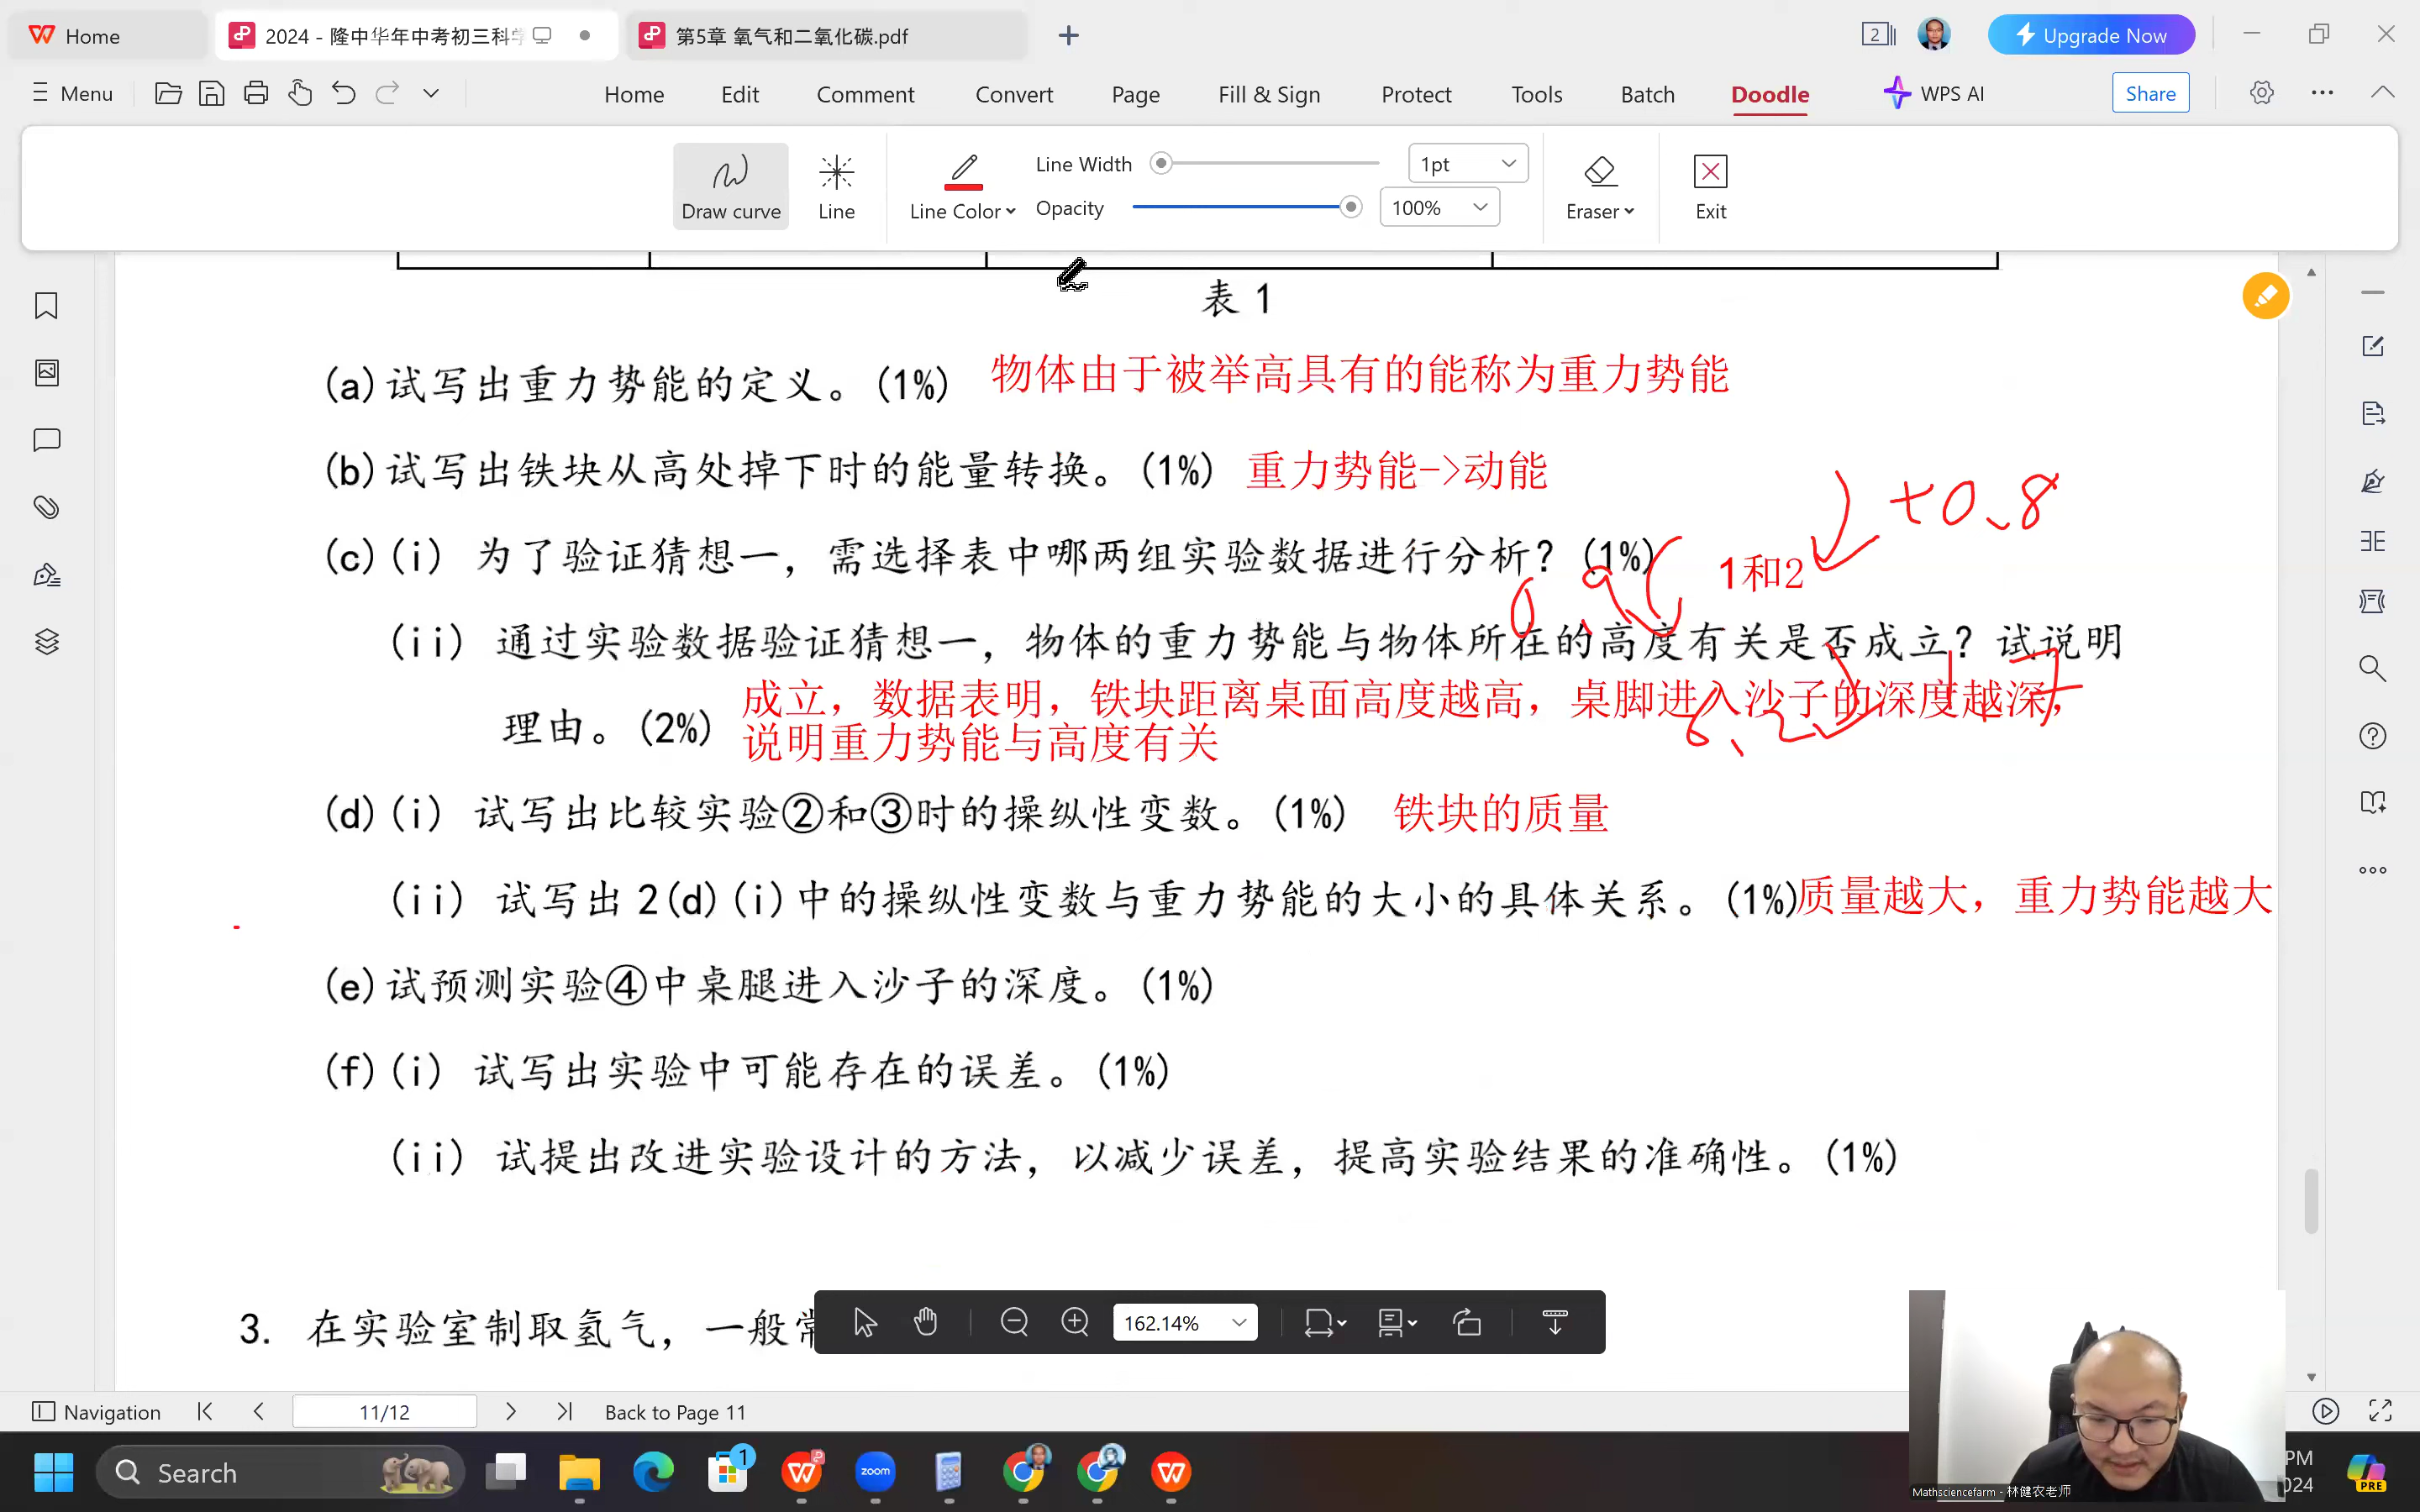 Home
2024 - 隆中华年中考初三科学
第5章 氧气和二氧化碳.pdf
2
Upgrade Now
Menu
Home Edit Comment Convert Page Fill & Sign Protect Tools Batch Doodle WPS AI Share
Draw curve
Line
Line Color
Line Width
1pt
Opacity
100%
Eraser
Exit
表 1
(a)试写出重力势能的定义。(1%) 物体由于被举高具有的能称为重力势能
(b)试写出铁块从高处掉下时的能量转换。(1%) 重力势能->动能
+0.8
(c)(i) 为了验证猜想一，需选择表中哪两组实验数据进行分析？(1%) 1和2
(ii) 通过实验数据验证猜想一，物体的重力势能与物体所在的高度有关是否成立？试说明
理由。(2%) 成立，数据表明，铁块距离桌面高度越高，桌脚进入沙子的深度越深，
说明重力势能与高度有关
(d)(i) 试写出比较实验②和③时的操纵性变数。(1%) 铁块的质量
(ii) 试写出 2(d)(i)中的操纵性变数与重力势能的大小的具体关系。(1%)质量越大，重力势能越大
(e)试预测实验④中桌腿进入沙子的深度。(1%)
(f)(i) 试写出实验中可能存在的误差。(1%)
(ii) 试提出改进实验设计的方法，以减少误差，提高实验结果的准确性。(1%)
3. 在实验室制取氢气，一般常
162.14%
Navigation
11/12
Back to Page 11
Search
1
zoom
Mathsciencefarm - 林健农老师
PM
024
PRE